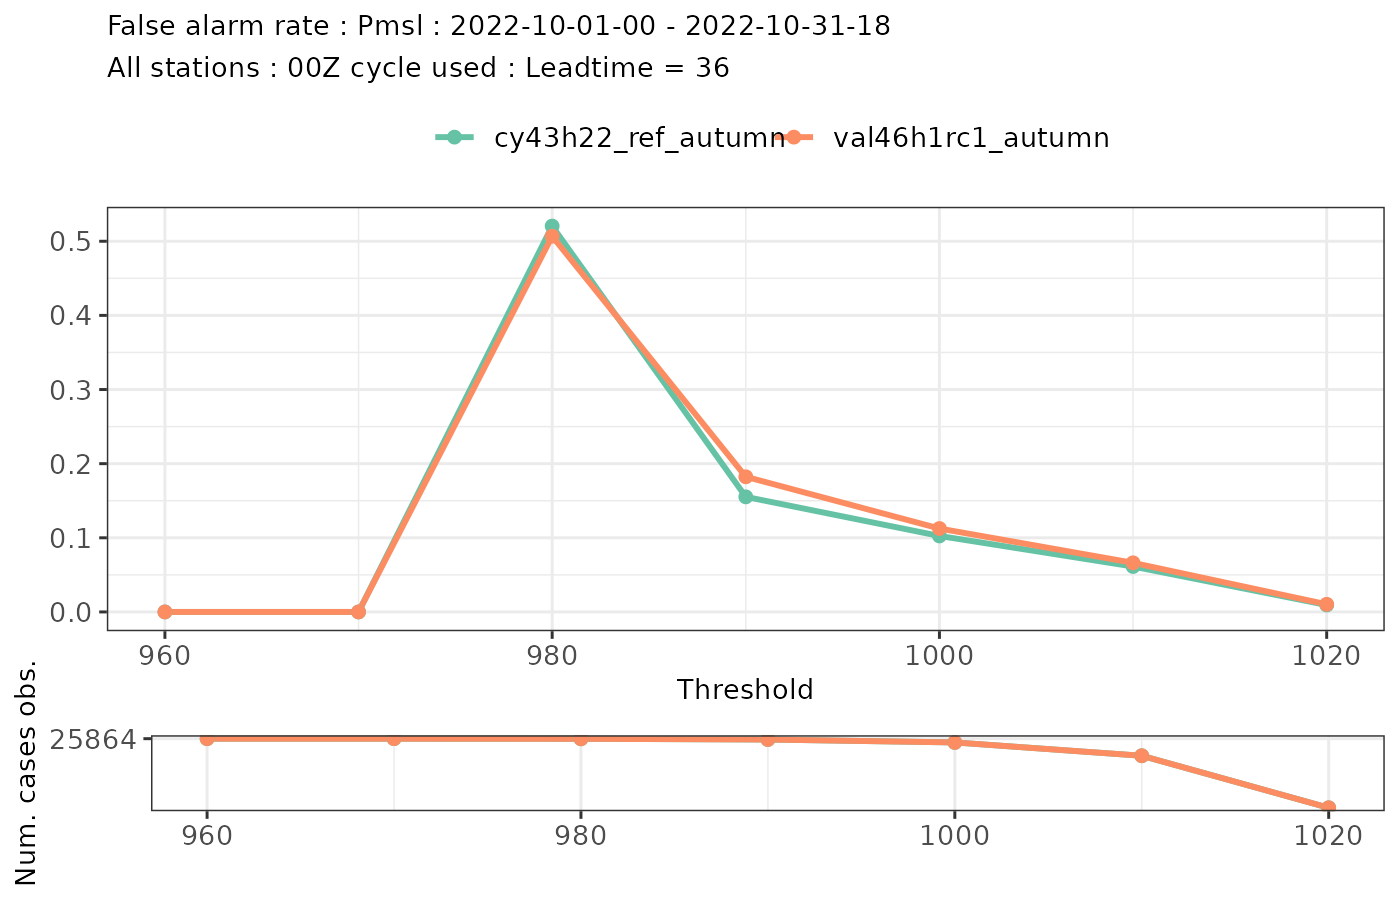 False alarm rate : Pmsl : 2022-10-01-00 - 2022-10-31-18
All stations : 00Z cycle used : Leadtime = 36
cy43h22_ref_autumn val46h1rc1_autumn
0.5
0.4
0.3
0.2
0.1
0.0
960 980 1000 1020
Threshold
Num. cases obs.
25864
960 980 1000 1020